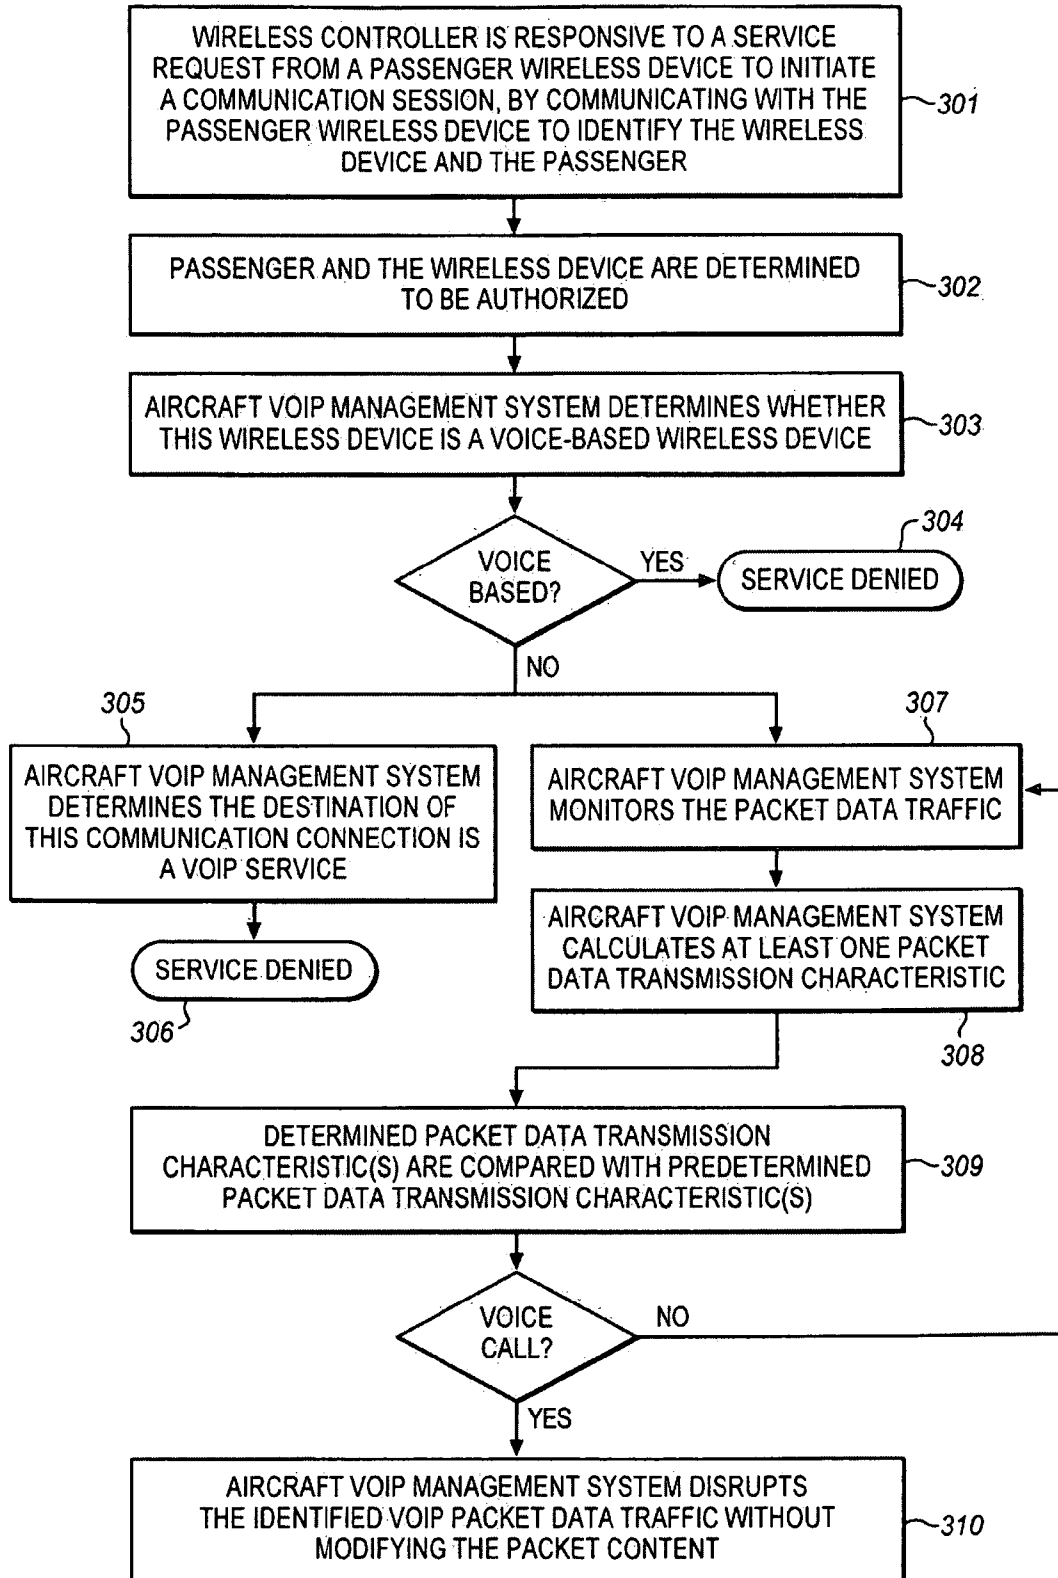 WIRELESS CONTROLLER IS RESPONSIVE TO A SERVICE
REQUEST FROM A PASSENGER WIRELESS DEVICE TO INITIATE
A COMMUNICATION SESSION, BY COMMUNICATING WITH THE
PASSENGER WIRELESS DEVICE TO IDENTIFY THE WIRELESS
DEVICE AND THE PASSENGER
301
PASSENGER AND THE WIRELESS DEVICE ARE DETERMINED
TO BE AUTHORIZED
302
AIRCRAFT VOIP MANAGEMENT SYSTEM DETERMINES WHETHER
THIS WIRELESS DEVICE IS A VOICE-BASED WIRELESS DEVICE
303
VOICE
BASED?
YES
304
SERVICE DENIED
NO
305
AIRCRAFT VOIP MANAGEMENT SYSTEM
DETERMINES THE DESTINATION OF
THIS COMMUNICATION CONNECTION IS
A VOIP SERVICE
SERVICE DENIED
306
307
AIRCRAFT VOIP MANAGEMENT SYSTEM
MONITORS THE PACKET DATA TRAFFIC
AIRCRAFT VOIP MANAGEMENT SYSTEM
CALCULATES AT LEAST ONE PACKET
DATA TRANSMISSION CHARACTERISTIC
308
DETERMINED PACKET DATA TRANSMISSION
CHARACTERISTIC(S) ARE COMPARED WITH PREDETERMINED
PACKET DATA TRANSMISSION CHARACTERISTIC(S)
309
VOICE
CALL?
NO
YES
AIRCRAFT VOIP MANAGEMENT SYSTEM DISRUPTS
THE IDENTIFIED VOIP PACKET DATA TRAFFIC WITHOUT
MODIFYING THE PACKET CONTENT
310